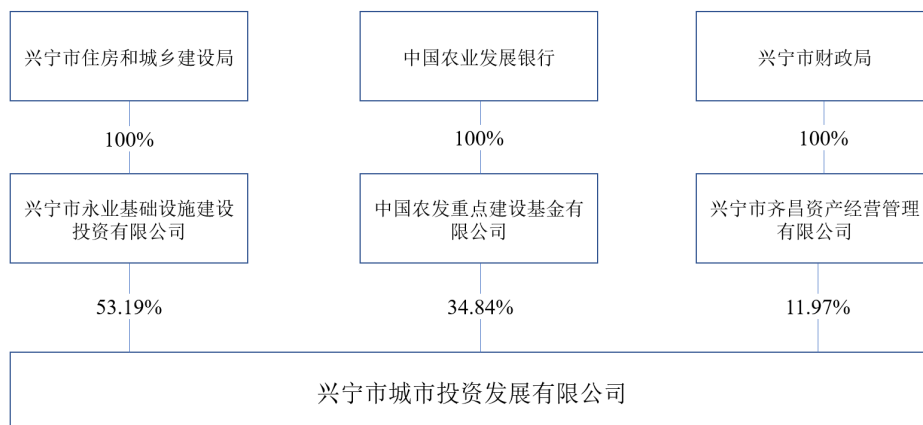 兴宁市住房和城乡建设局
中国农业发展银行
兴宁市财政局
100%
100%
100%
兴宁市永业基础设施建设
投资有限公司
中国农发重点建设基金有
限公司
兴宁市齐昌资产经营管理
有限公司
53.19%
34.84%
11.97%
兴宁市城市投资发展有限公司